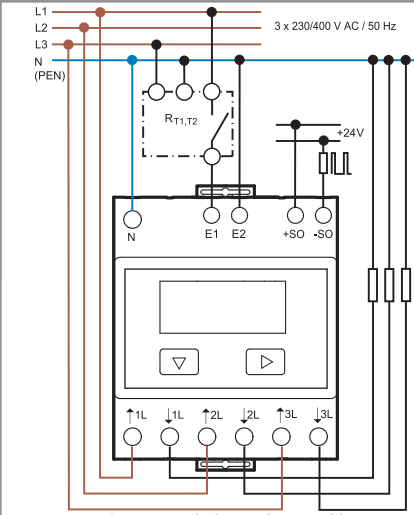 L1
L2
L3
N
(PEN)
3 x 230/400 V AC / 50 Hz
RT1,T2
+24V
N
E1
E2
+SO
-SO
↑1L
↓1L
↑2L
↓2L
↑3L
↓3L